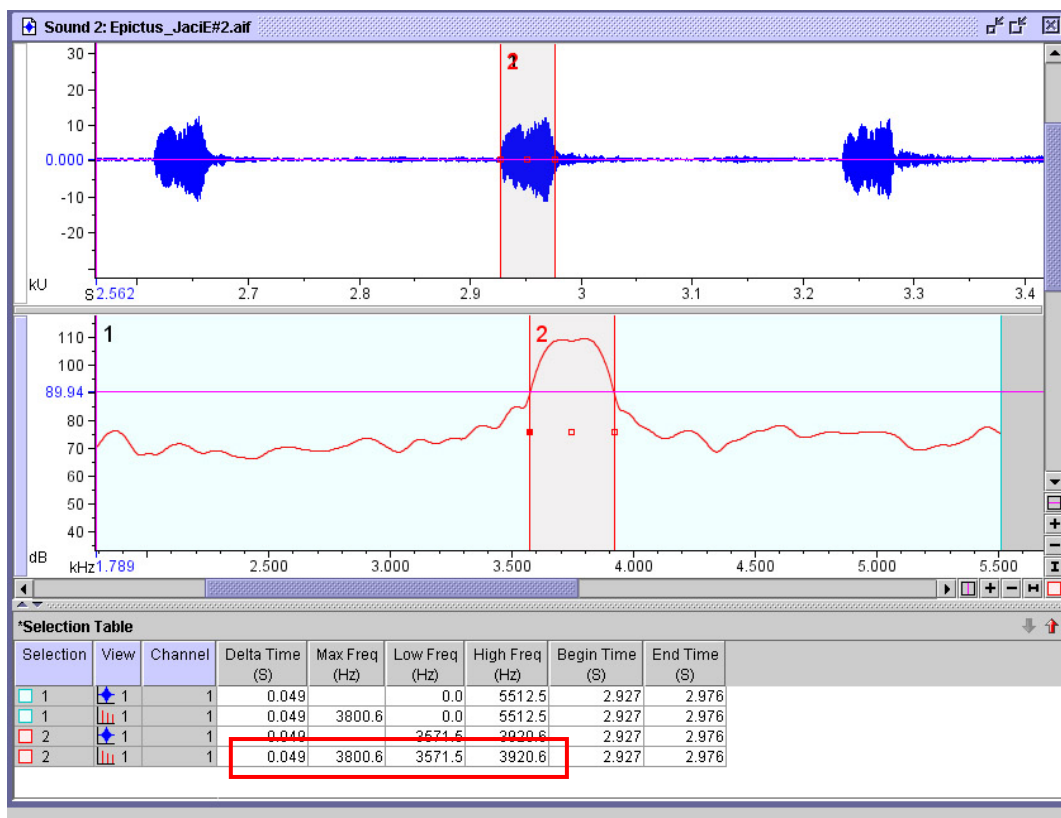 Sound 2: Epictus_JaciE#2.aif
30
20
10
0.000
-10
-20
kU
S 2.562 2.7 2.8 2.9 3 3.1 3.2 3.3 3.4
1
2
110
100
89.94
80
70
60
50
40
dB
kHz 1.789 2.500 3.000 3.500 4.000 4.500 5.000 5.500
*Selection Table
Selection View Channel Delta Time (S) Max Freq (Hz) Low Freq (Hz) High Freq (Hz) Begin Time (S) End Time (S)
1 1 1 0.049 0.0 5512.5 2.927 2.976
1 1 1 0.049 3800.6 0.0 5512.5 2.927 2.976
2 1 1 0.049 3571.5 3920.6 2.927 2.976
2 1 1 0.049 3800.6 3571.5 3920.6 2.927 2.976